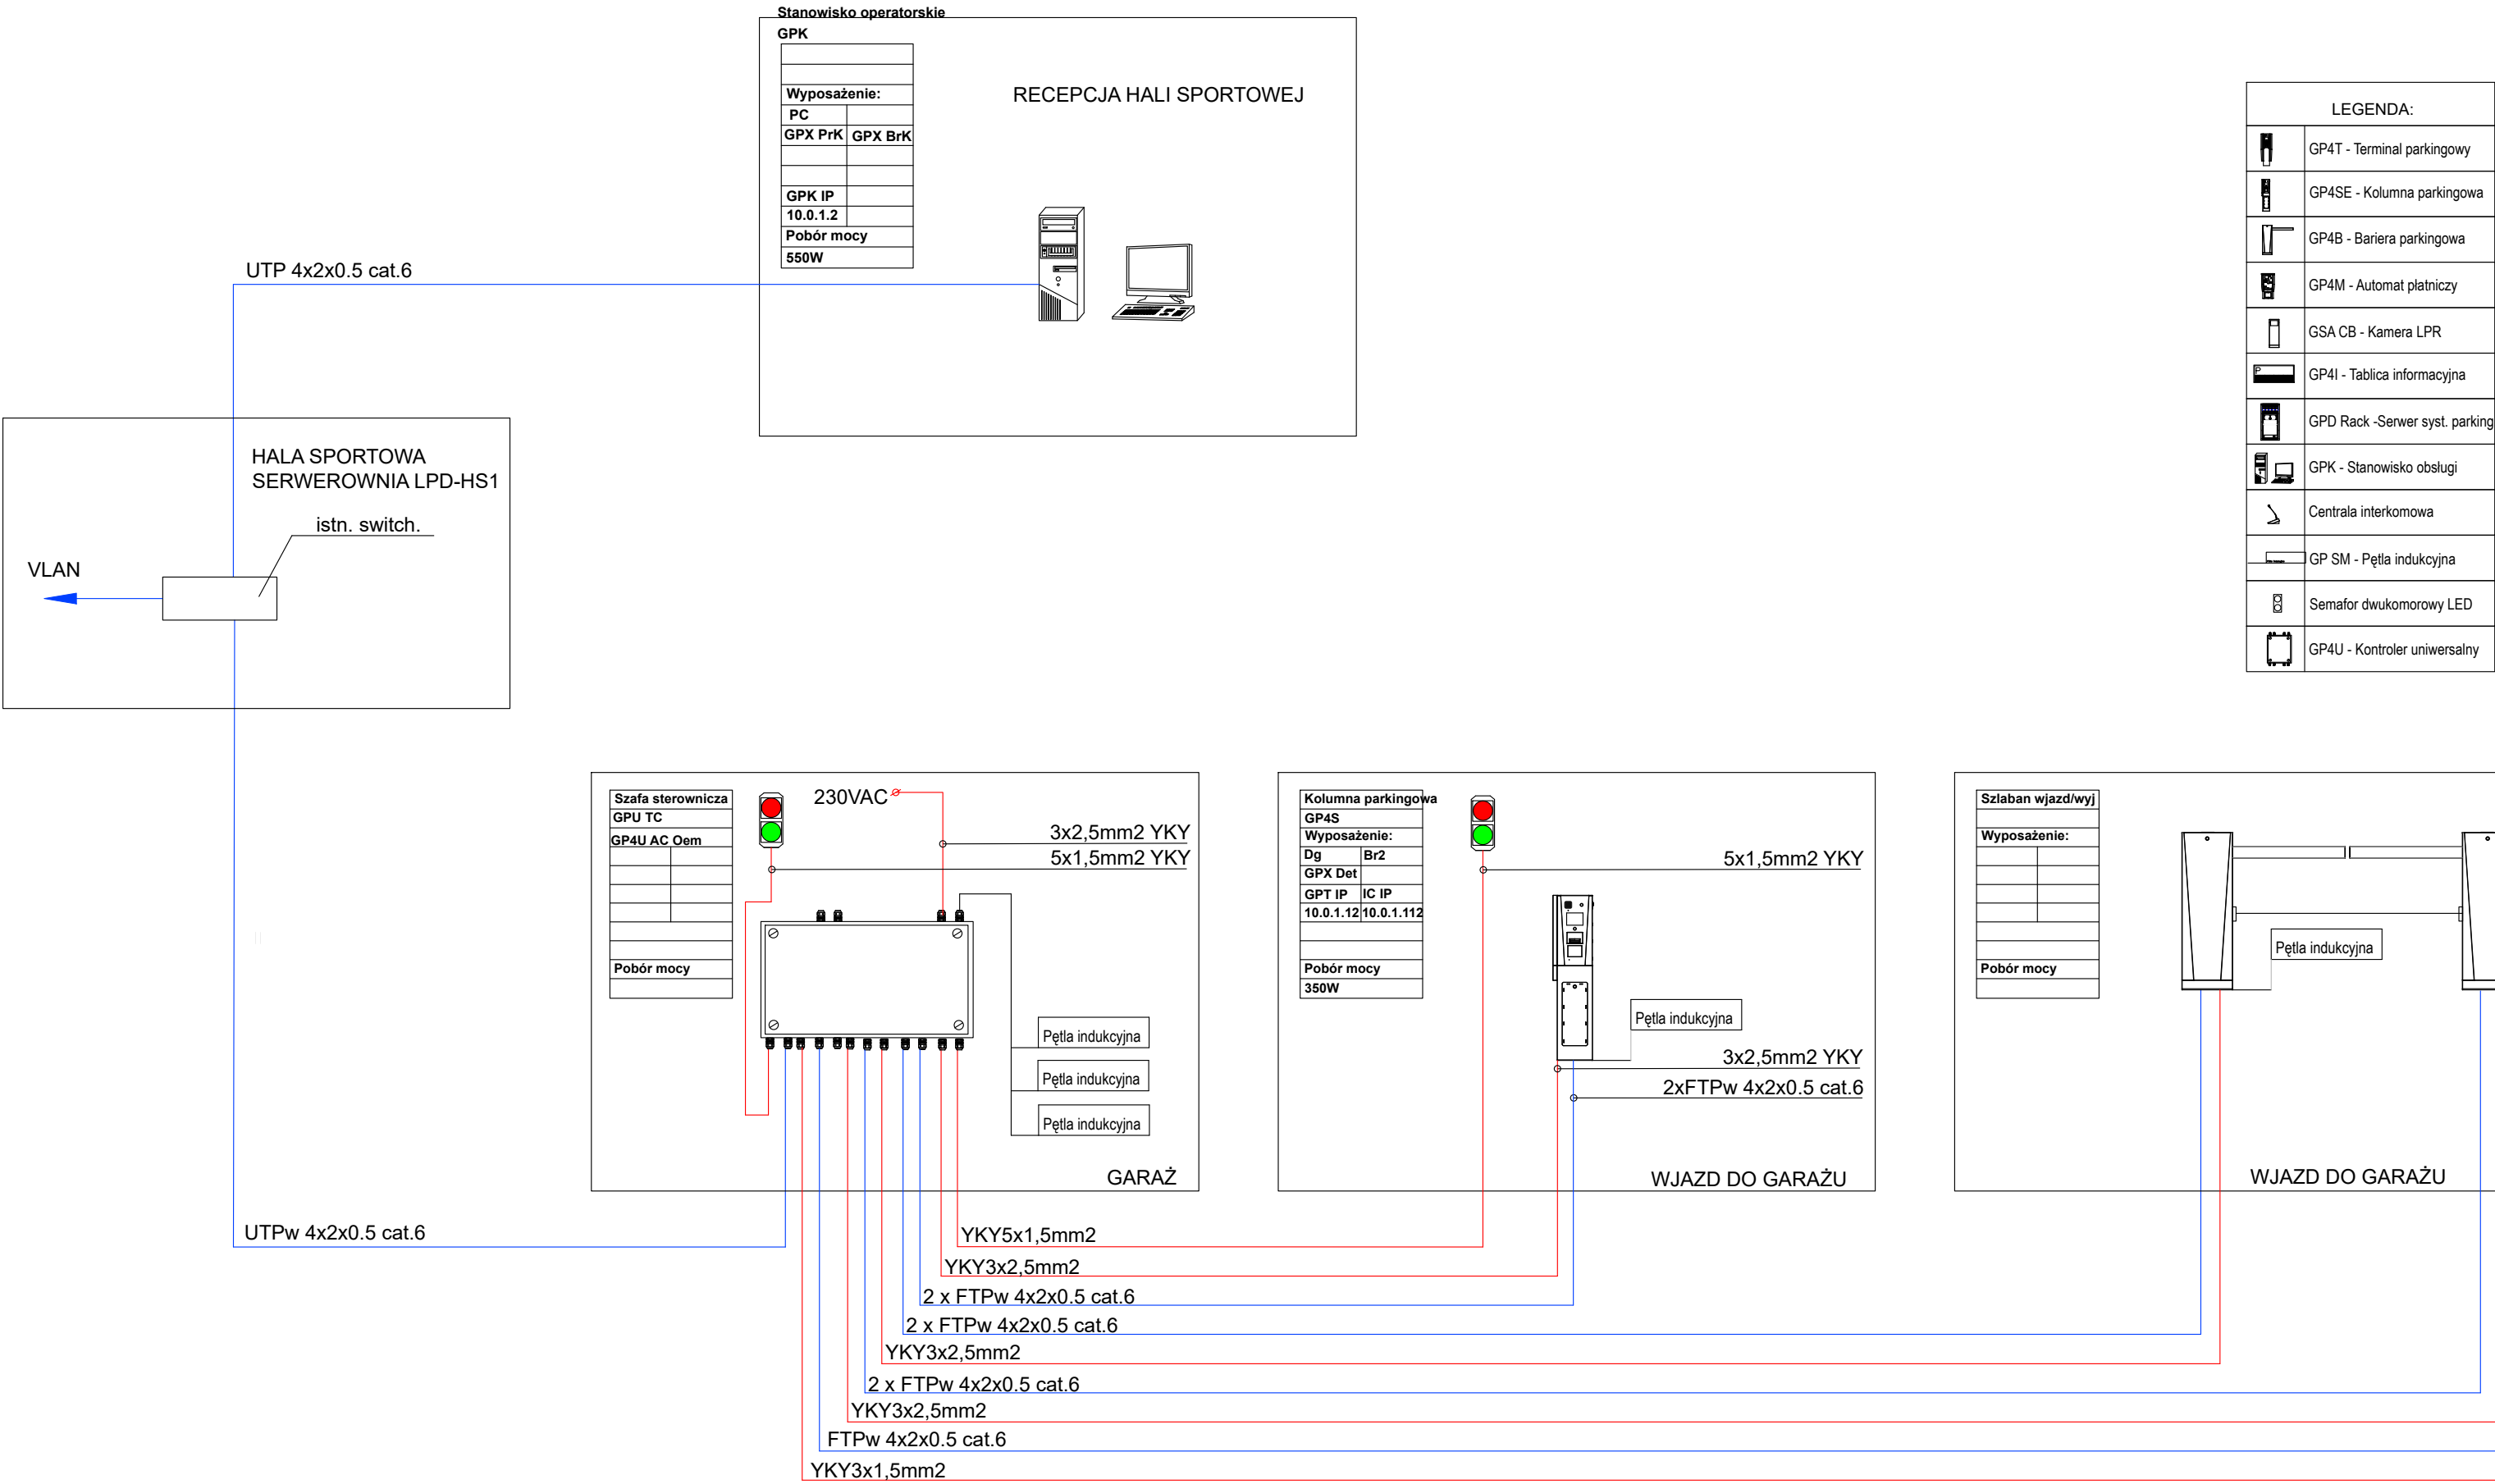 Stanowisko operatorskie
GPK
Wyposażenie:
PC
GPX PrK GPX BrK
GPK IP
10.0.1.2
Pobór mocy
550W
RECEPCJA HALI SPORTOWEJ
LEGENDA:
GP4T - Terminal parkingowy
GP4SE - Kolumna parkingowa
GP4B - Bariera parkingowa
GP4M - Automat płatniczy
GSA CB - Kamera LPR
GP4I - Tablica informacyjna
GPD Rack -Serwer syst. parking
GPK - Stanowisko obsługi
Centrala interkomowa
GP SM - Pętla indukcyjna
Semafor dwukomorowy LED
GP4U - Kontroler uniwersalny
UTP 4x2x0.5 cat.6
HALA SPORTOWA
SERWEROWNIA LPD-HS1
istn. switch.
VLAN
Szafa sterownicza
GPU TC
GP4U AC Oem
Pobór mocy
230VAC
3x2,5mm2 YKY
5x1,5mm2 YKY
Pętla indukcyjna
Pętla indukcyjna
Pętla indukcyjna
GARAŻ
Kolumna parkingowa
GP4S
Wyposażenie:
Dg Br2
GPX Det
GPT IP IC IP
10.0.1.12 10.0.1.112
Pobór mocy
350W
5x1,5mm2 YKY
Pętla indukcyjna
3x2,5mm2 YKY
2xFTPw 4x2x0.5 cat.6
WJAZD DO GARAŻU
Szlaban wjazd/wyj
Wyposażenie:
Pobór mocy
Pętla indukcyjna
WJAZD DO GARAŻU
UTPw 4x2x0.5 cat.6
YKY5x1,5mm2
YKY3x2,5mm2
2 x FTPw 4x2x0.5 cat.6
2 x FTPw 4x2x0.5 cat.6
YKY3x2,5mm2
2 x FTPw 4x2x0.5 cat.6
YKY3x2,5mm2
FTPw 4x2x0.5 cat.6
YKY3x1,5mm2